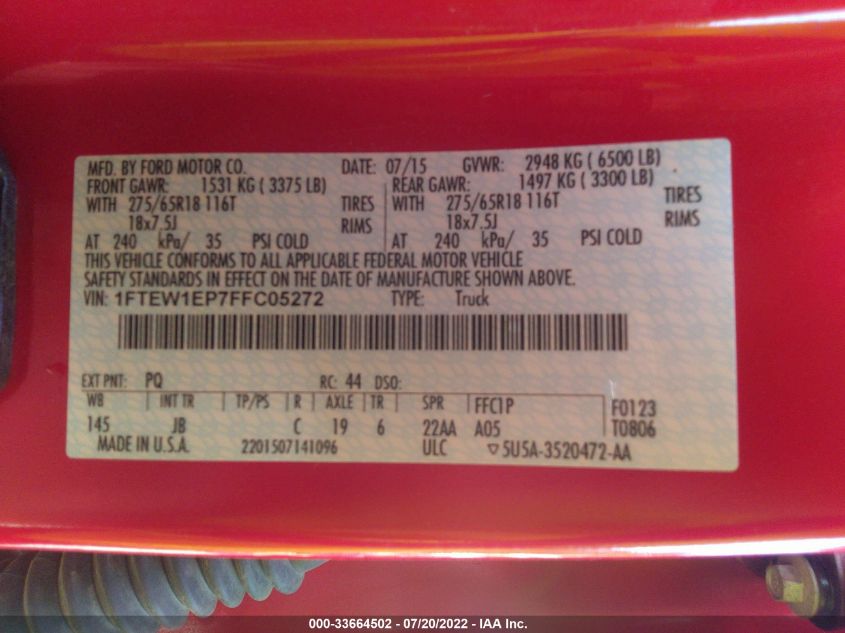 MFD. BY FORD MOTOR CO. DATE: 07/15 GVWR: 2948 KG ( 6500 LB)
FRONT GAWR: 1531 KG ( 3375 LB) REAR GAWR: 1497 KG ( 3300 LB)
WITH 275/65R18 116T TIRES WITH 275/65R18 116T TIRES
18x7.5J RIMS 18x7.5J RIMS
AT 240 kPa/ 35 PSI COLD AT 240 kPa/ 35 PSI COLD
THIS VEHICLE CONFORMS TO ALL APPLICABLE FEDERAL MOTOR VEHICLE
SAFETY STANDARDS IN EFFECT ON THE DATE OF MANUFACTURE SHOWN ABOVE.
VIN: 1FTEW1EP7FFC05272 TYPE: Truck
EXT PNT: PQ RC: 44 DSO:
WB INT TR TP/PS R AXLE TR SPR FFC1P F0123
145 JB C 19 6 22AA A05 T0806
MADE IN U.S.A. 2201507141096 ULC ▽5U5A-3520472-AA
000-33664502 - 07/20/2022 - IAA Inc.